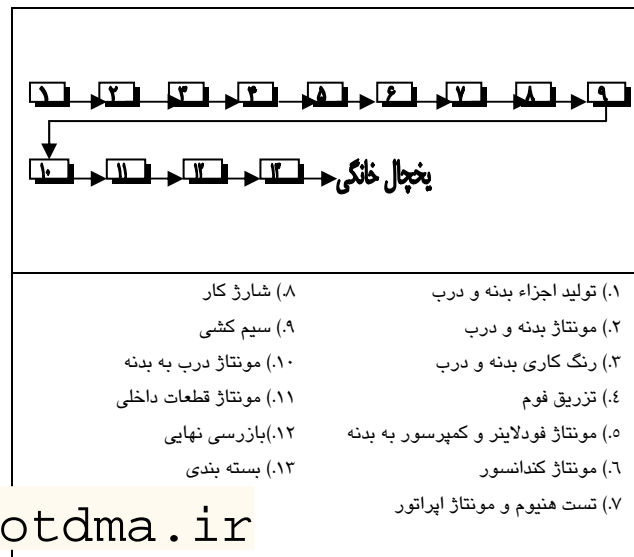 ۱ ۲ ۳ ۴ ۵ ۶ ۷ ۸ ۹
۱۰ ۱۱ ۱۲ ۱۳ یخچال خانگی
۱.) تولید اجزاء بدنه و درب
۲.) مونتاژ بدنه و درب
۳.) رنگ کاری بدنه و درب
۴.) تزریق فوم
۵.) مونتاژ فودلاینر و کمپرسور به بدنه
۶.) مونتاژ کندانسور
۷.) تست هنیوم و مونتاژ اپراتور
۸.) شارژ کار
۹.) سیم کشی
۱۰.) مونتاژ درب به بدنه
۱۱.) مونتاژ قطعات داخلی
۱۲.)بازرسی نهایی
۱۳.) بسته بندی
otdma.ir